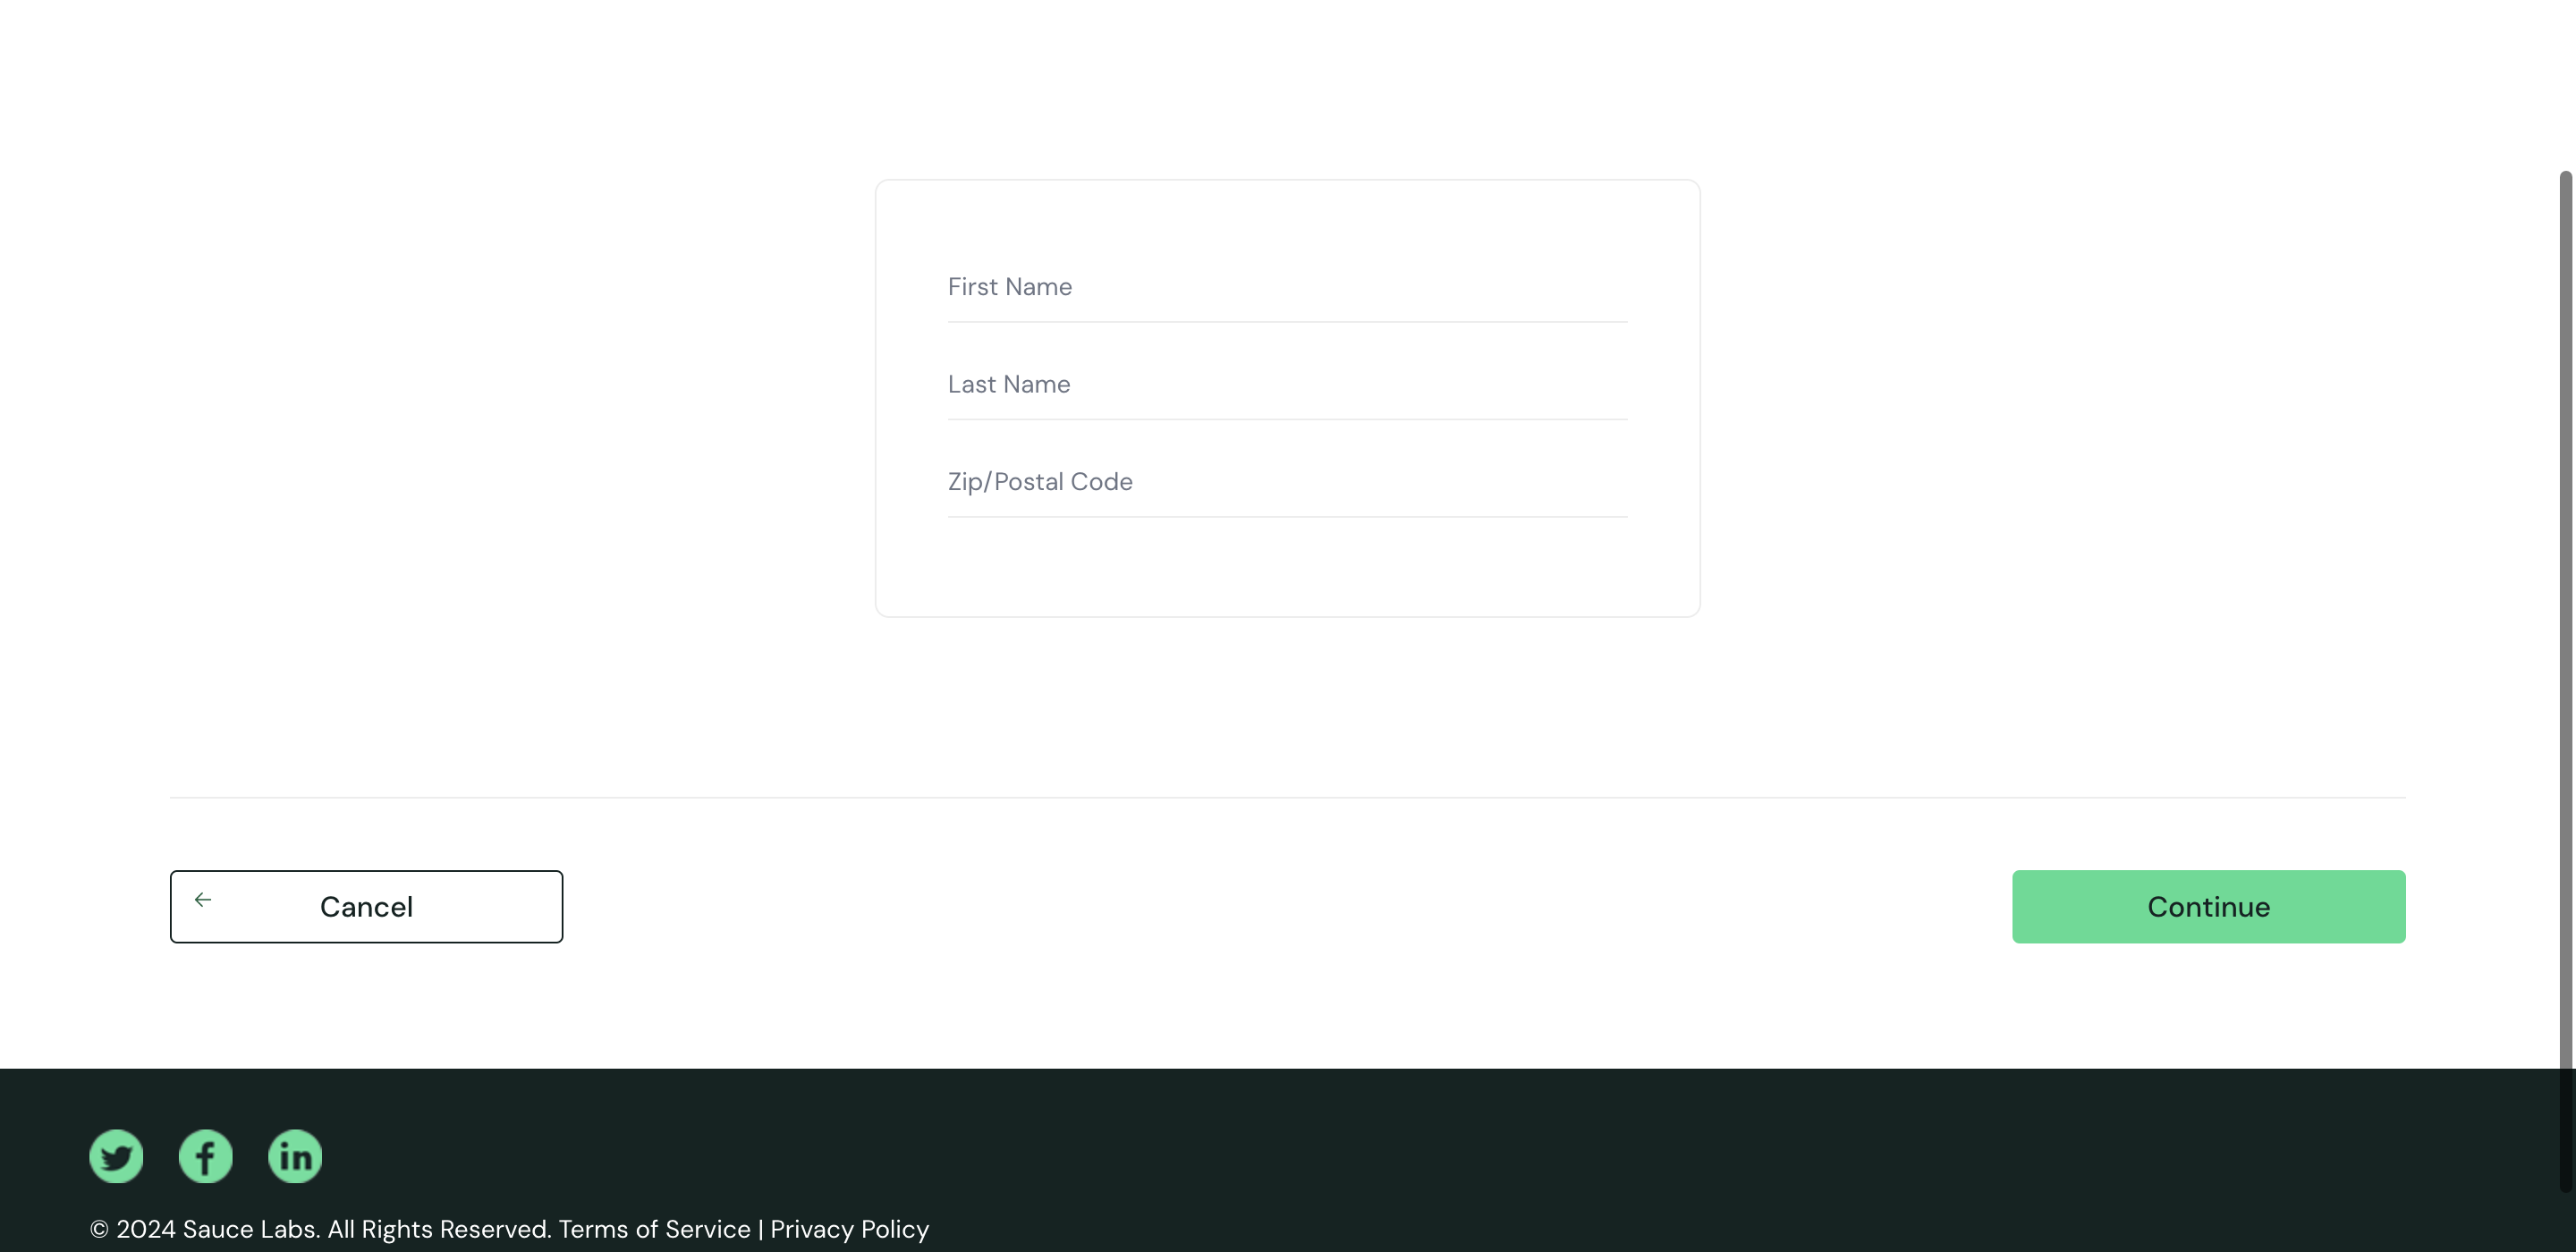 First Name
Last Name
Zip/Postal Code
Cancel
Continue
in
© 2024 Sauce Labs. All Rights Reserved. Terms of Service | Privacy Policy